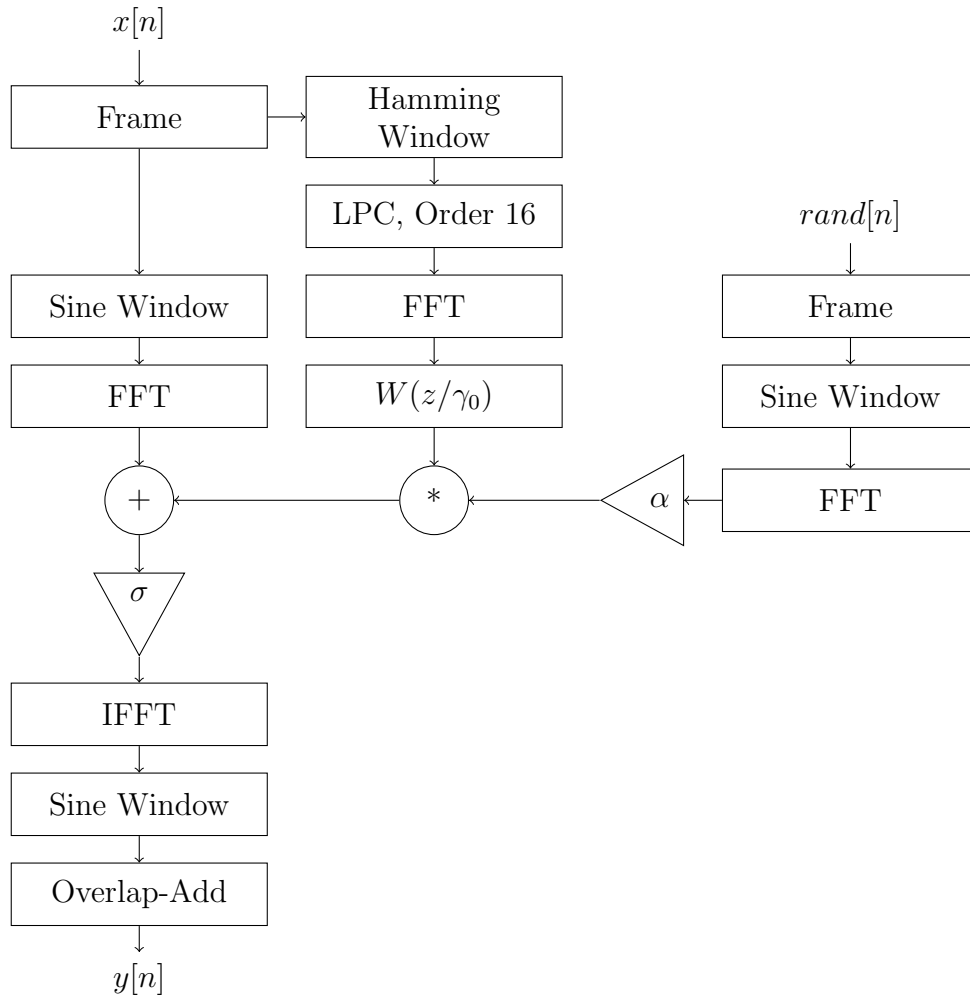 x[n]
Frame
Hamming
Window
LPC, Order 16
rand[n]
Sine Window
FFT
Frame
FFT
W(z/γ₀)
Sine Window
+
*
α
FFT
σ
IFFT
Sine Window
Overlap-Add
y[n]